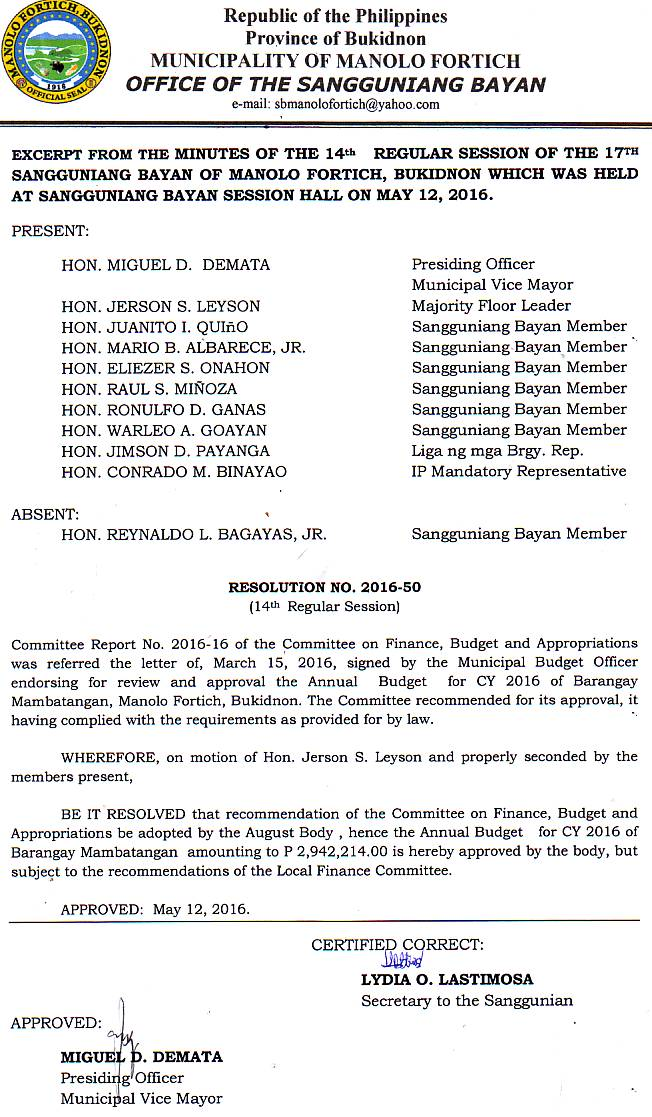 MANOLO FORTICH, BUKIDNON
1916
OFFICIAL SEAL
Republic of the Philippines
Province of Bukidnon
MUNICIPALITY OF MANOLO FORTICH
OFFICE OF THE SANGGUNIANG BAYAN
e-mail: sbmanolofortich@yahoo.com
EXCERPT FROM THE MINUTES OF THE 14th REGULAR SESSION OF THE 17TH
SANGGUNIANG BAYAN OF MANOLO FORTICH, BUKIDNON WHICH WAS HELD
AT SANGGUNIANG BAYAN SESSION HALL ON MAY 12, 2016.
PRESENT:
HON. MIGUEL D. DEMATA Presiding Officer
Municipal Vice Mayor
HON. JERSON S. LEYSON Majority Floor Leader
HON. JUANITO I. QUIñO Sangguniang Bayan Member
HON. MARIO B. ALBARECE, JR. Sangguniang Bayan Member
HON. ELIEZER S. ONAHON Sangguniang Bayan Member
HON. RAUL S. MIÑOZA Sangguniang Bayan Member
HON. RONULFO D. GANAS Sangguniang Bayan Member
HON. WARLEO A. GOAYAN Sangguniang Bayan Member
HON. JIMSON D. PAYANGA Liga ng mga Brgy. Rep.
HON. CONRADO M. BINAYAO IP Mandatory Representative
ABSENT:
HON. REYNALDO L. BAGAYAS, JR. Sangguniang Bayan Member
RESOLUTION NO. 2016-50
(14th Regular Session)
Committee Report No. 2016-16 of the Committee on Finance, Budget and Appropriations
was referred the letter of, March 15, 2016, signed by the Municipal Budget Officer
endorsing for review and approval the Annual Budget for CY 2016 of Barangay
Mambatangan, Manolo Fortich, Bukidnon. The Committee recommended for its approval, it
having complied with the requirements as provided for by law.
WHEREFORE, on motion of Hon. Jerson S. Leyson and properly seconded by the
members present,
BE IT RESOLVED that recommendation of the Committee on Finance, Budget and
Appropriations be adopted by the August Body , hence the Annual Budget for CY 2016 of
Barangay Mambatangan amounting to P 2,942,214.00 is hereby approved by the body, but
subject to the recommendations of the Local Finance Committee.
APPROVED: May 12, 2016.
CERTIFIED CORRECT:
LYDIA O. LASTIMOSA
Secretary to the Sanggunian
APPROVED:
MIGUEL D. DEMATA
Presiding Officer
Municipal Vice Mayor